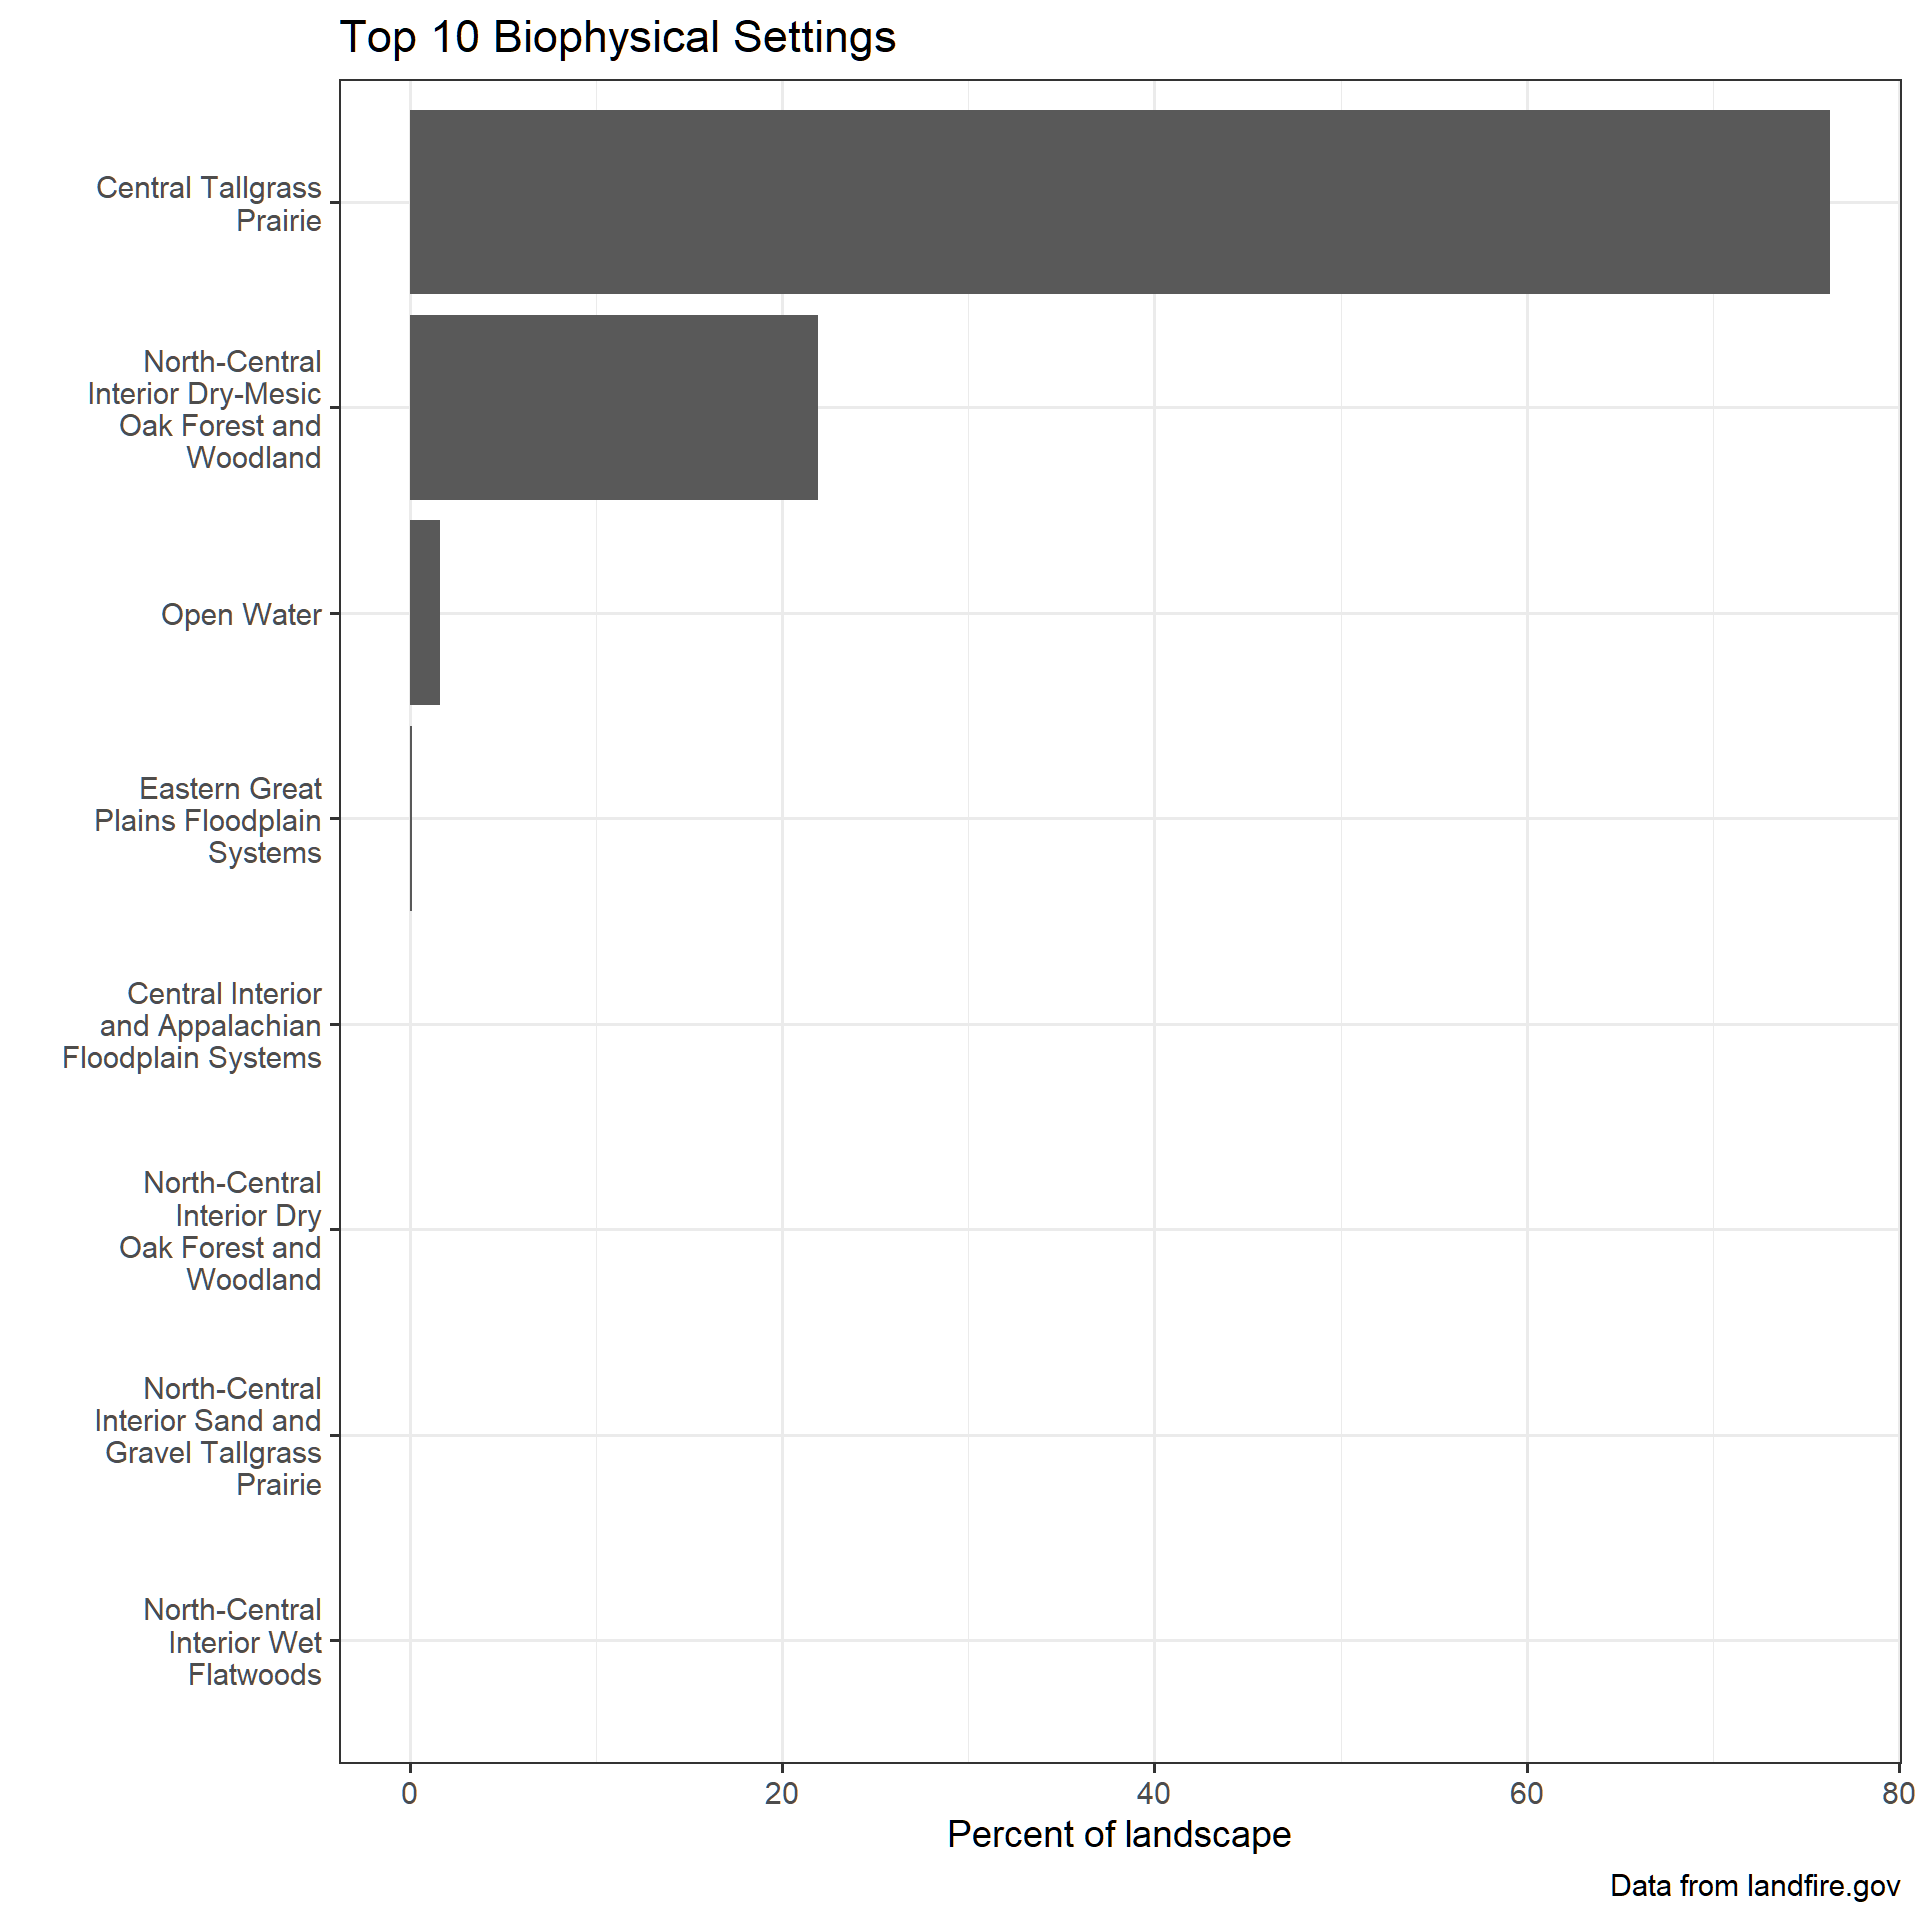 Top 10 Biophysical Settings
Central Tallgrass
Prairie
North-Central
Interior Dry-Mesic
Oak Forest and
Woodland
Open Water
Eastern Great
Plains Floodplain
Systems
Central Interior
and Appalachian
Floodplain Systems
North-Central
Interior Dry
Oak Forest and
Woodland
North-Central
Interior Sand and
Gravel Tallgrass
Prairie
North-Central
Interior Wet
Flatwoods
0 20 40 60 80
Percent of landscape
Data from landfire.gov